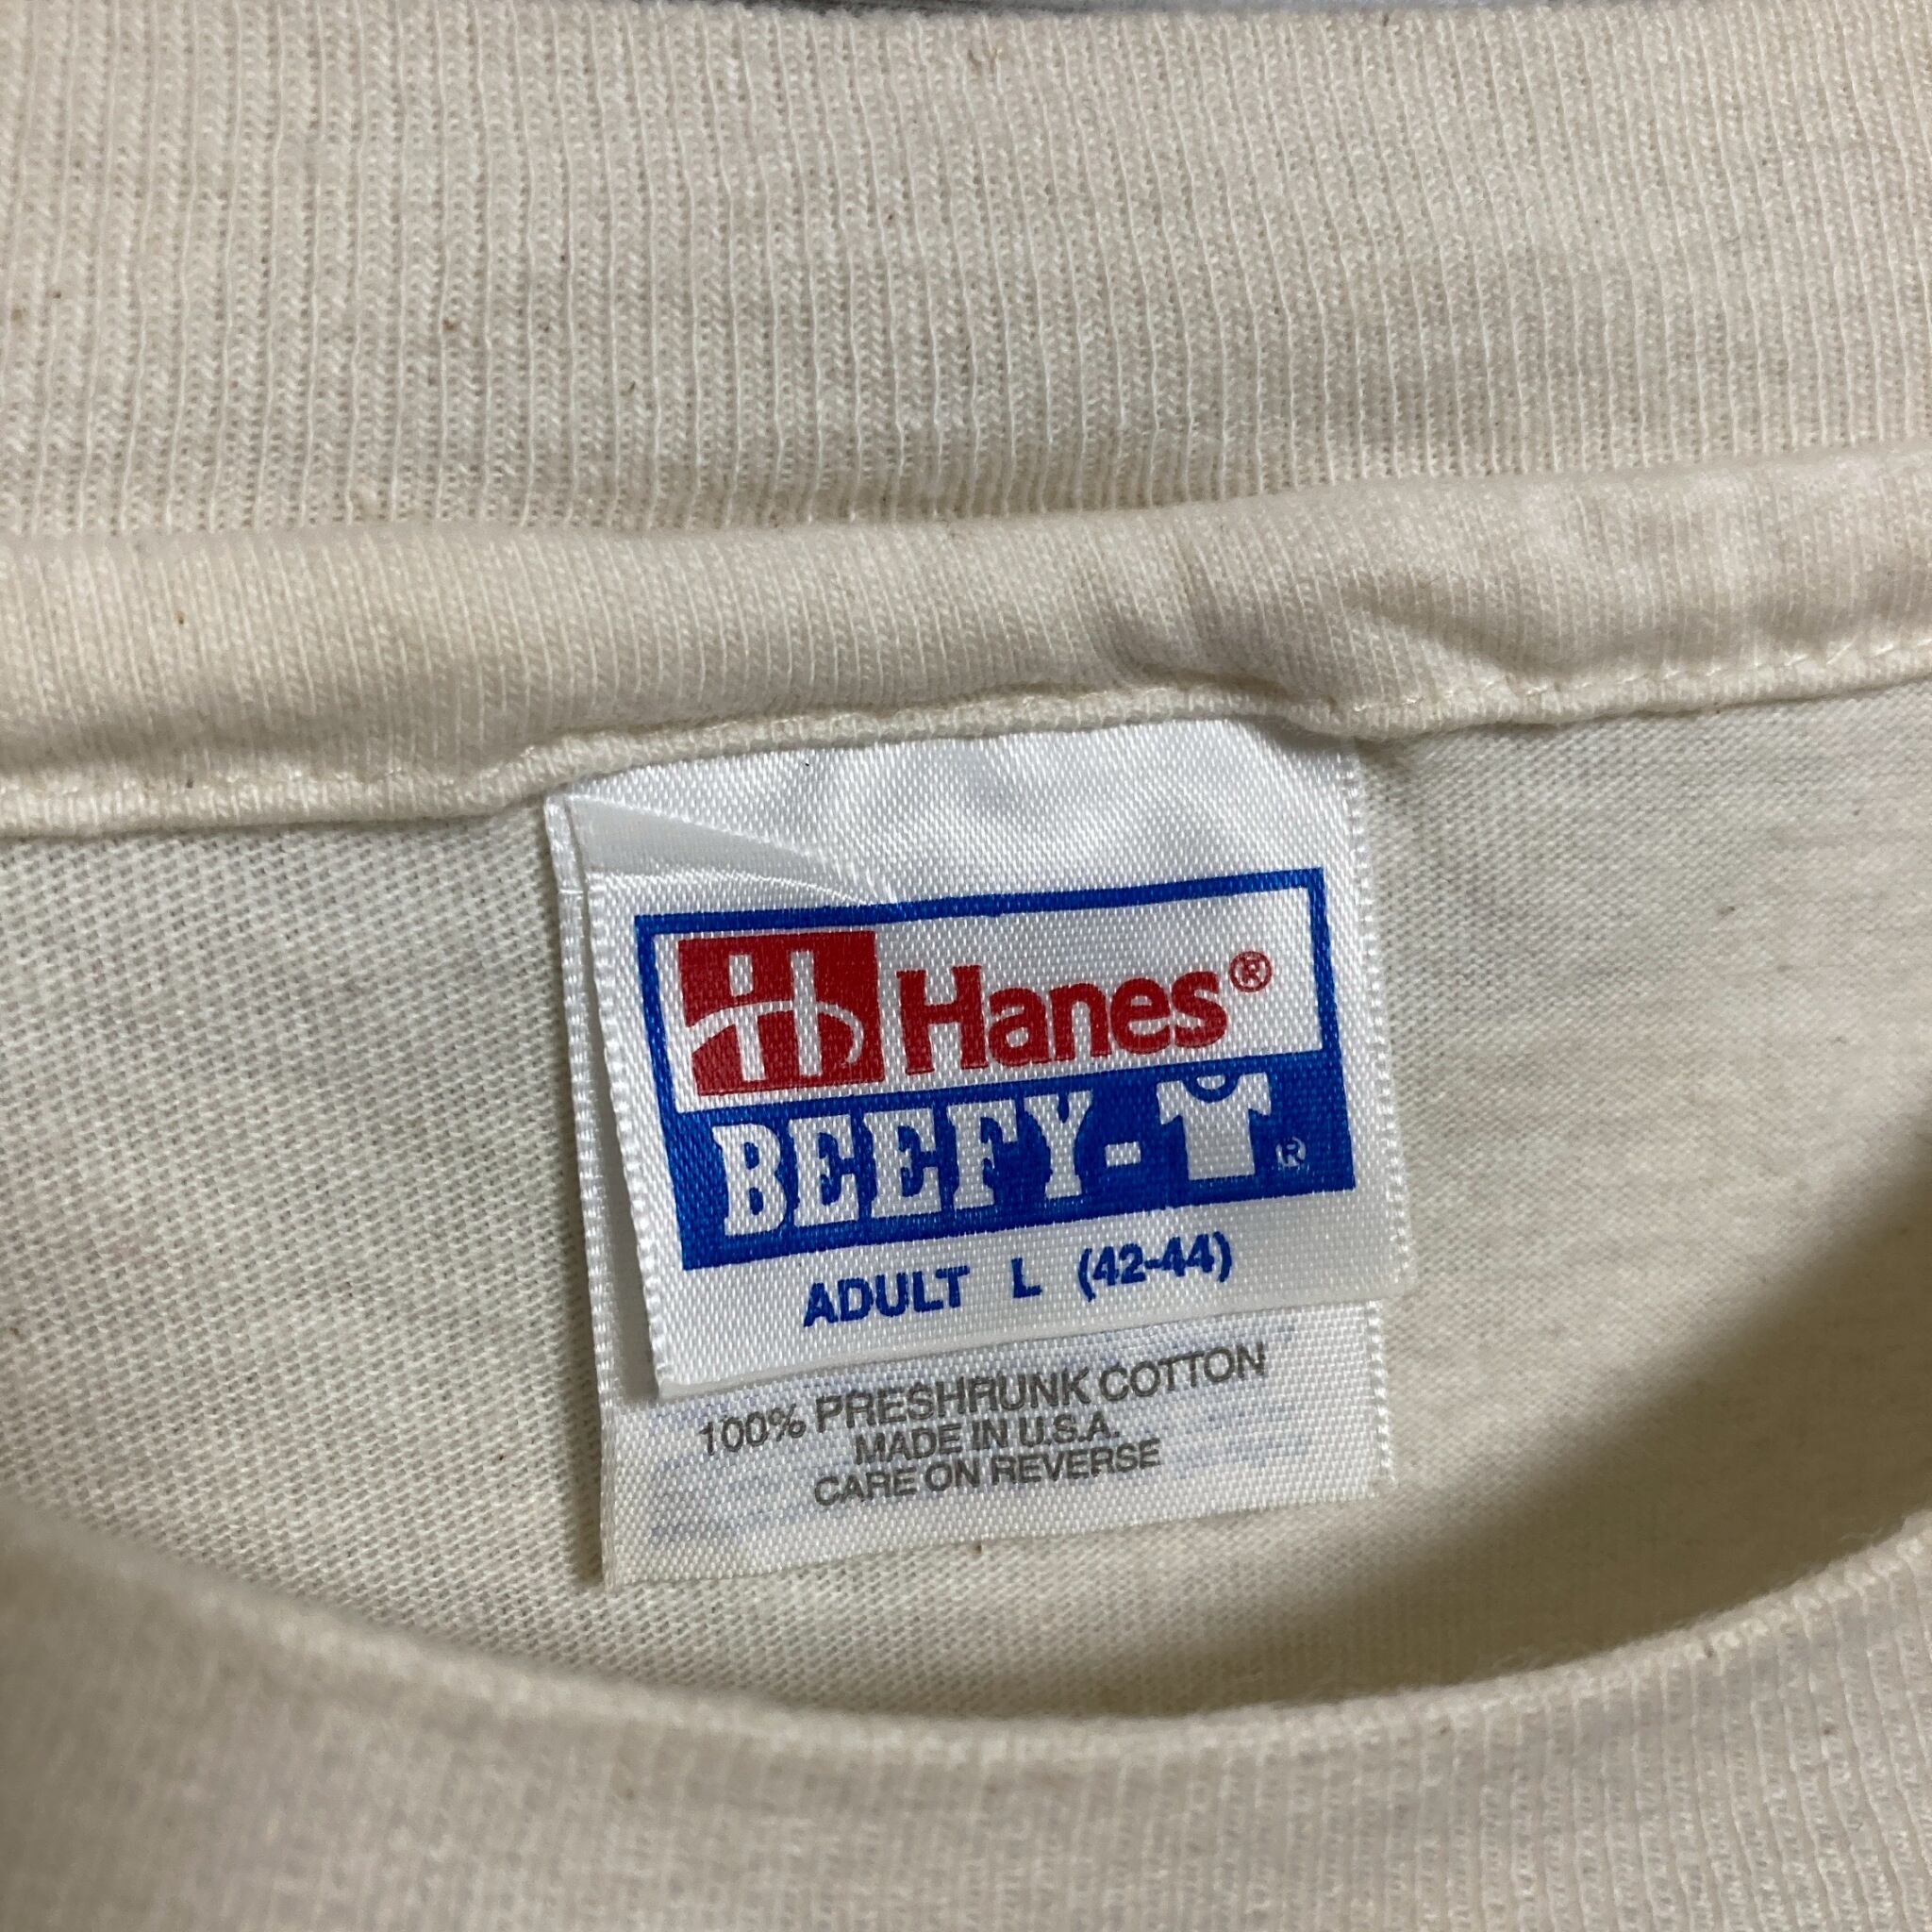 Hanes®
BEEFY-T®
ADULT L (42-44)
100% PRESHRUNK COTTON
MADE IN U.S.A.
CARE ON REVERSE